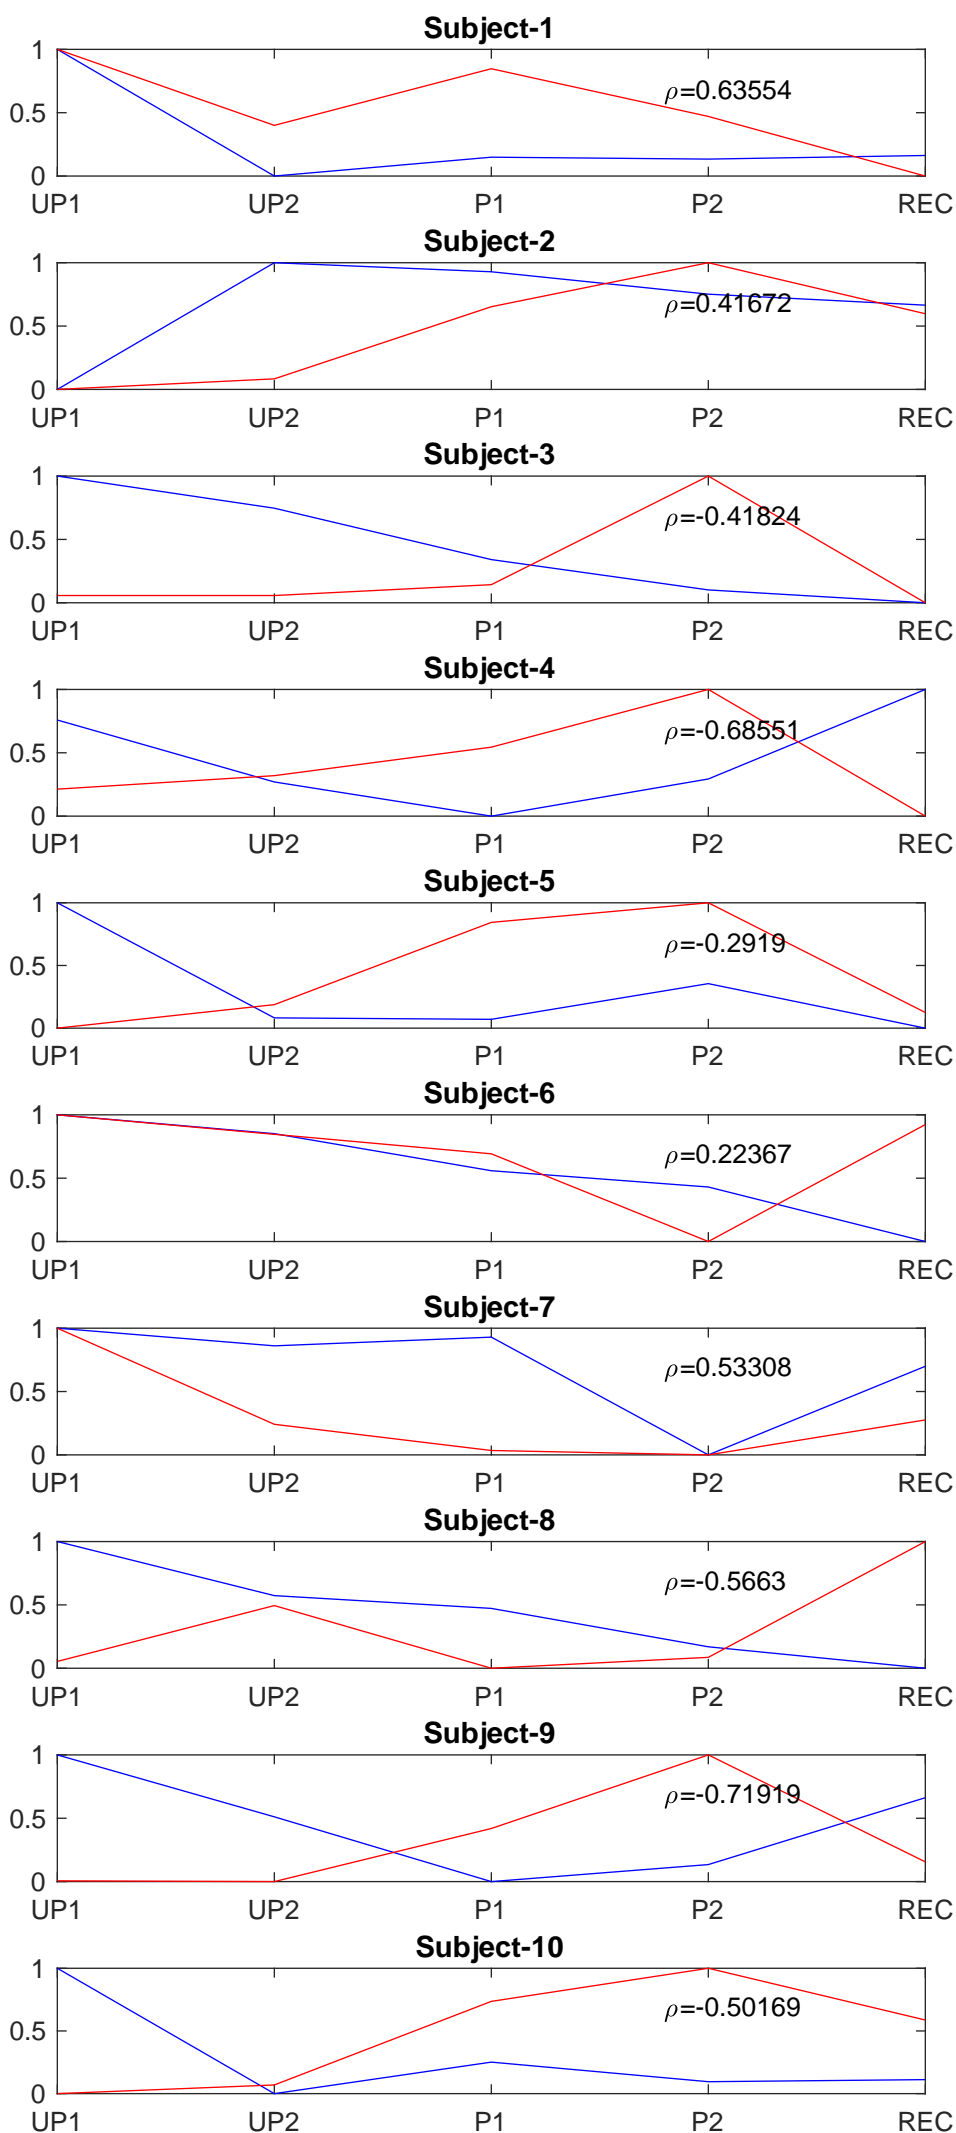 Subject-1
1
ρ=0.63554
0.5
0
UP1 UP2 P1 P2 REC
Subject-2
1
ρ=0.41672
0.5
0
UP1 UP2 P1 P2 REC
Subject-3
1
ρ=-0.41824
0.5
0
UP1 UP2 P1 P2 REC
Subject-4
1
ρ=-0.68551
0.5
0
UP1 UP2 P1 P2 REC
Subject-5
1
ρ=-0.2919
0.5
0
UP1 UP2 P1 P2 REC
Subject-6
1
ρ=0.22367
0.5
0
UP1 UP2 P1 P2 REC
Subject-7
1
ρ=0.53308
0.5
0
UP1 UP2 P1 P2 REC
Subject-8
1
ρ=-0.5663
0.5
0
UP1 UP2 P1 P2 REC
Subject-9
1
ρ=-0.71919
0.5
0
UP1 UP2 P1 P2 REC
Subject-10
1
ρ=-0.50169
0.5
0
UP1 UP2 P1 P2 REC